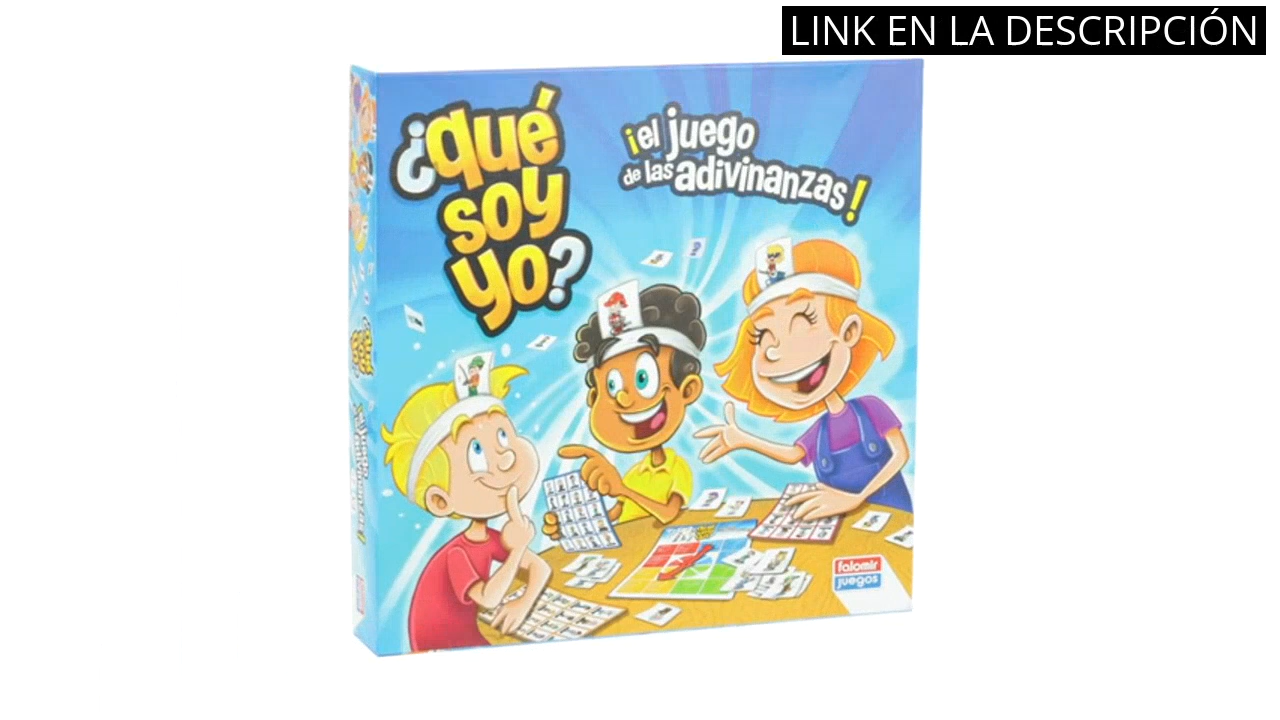 LINK EN LA DESCRIPCIÓN
¿qué
soy
yo?
¡el juego
de las adivinanzas!
falomir
juegos